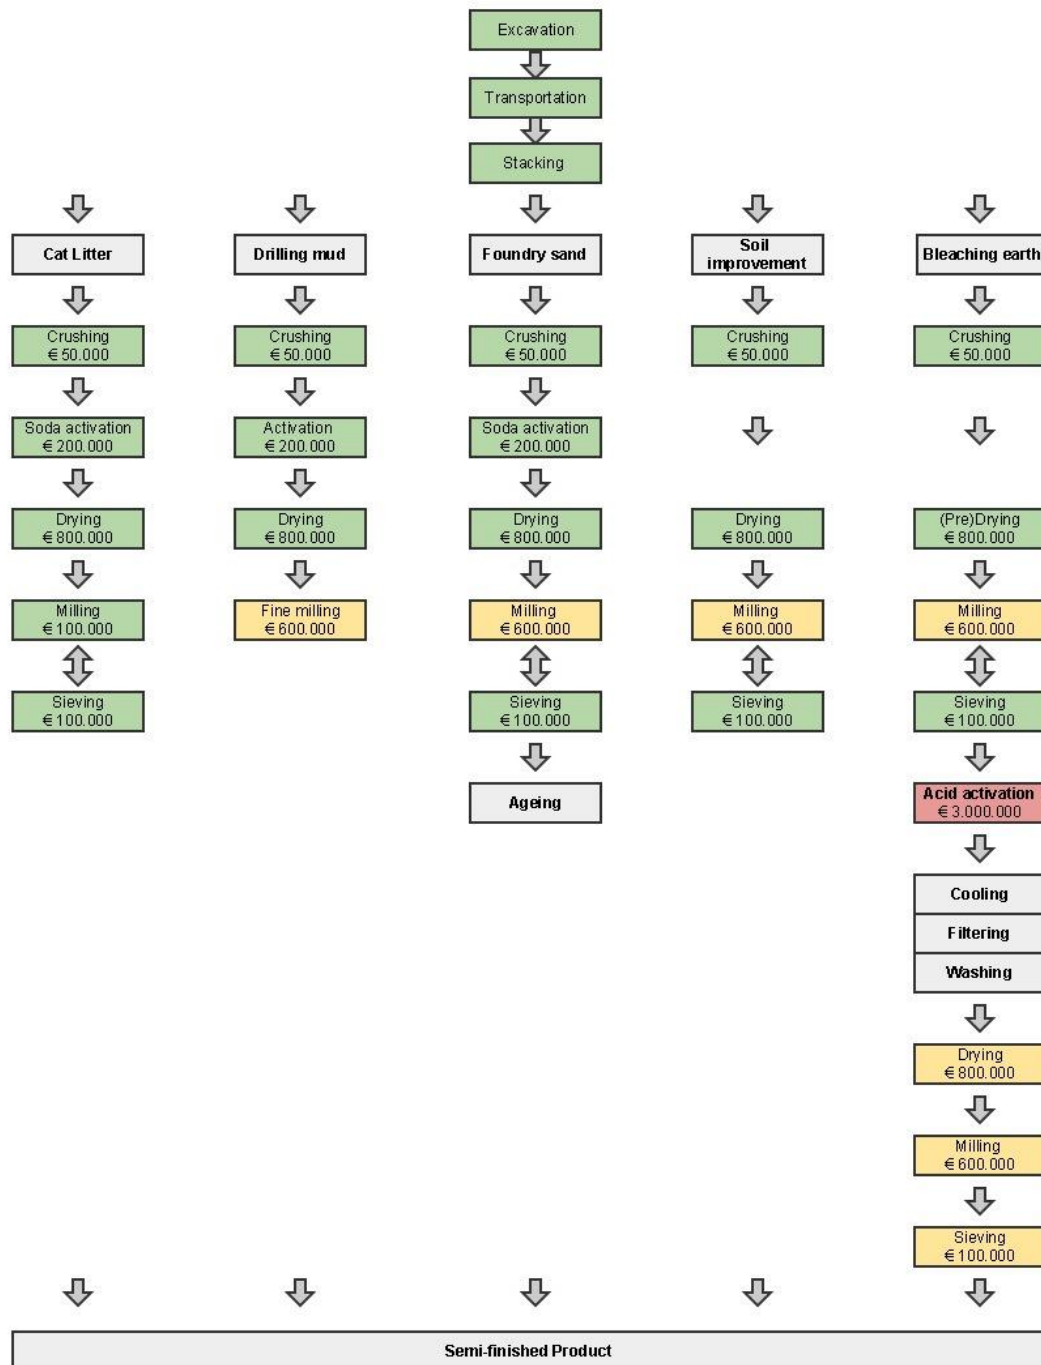 Excavation
Transportation
Stacking
Cat Litter
Drilling mud
Foundry sand
Soil
improvement
Bleaching earth
Crushing
€ 50.000
Crushing
€ 50.000
Crushing
€ 50.000
Crushing
€ 50.000
Crushing
€ 50.000
Soda activation
€ 200.000
Activation
€ 200.000
Soda activation
€ 200.000
Drying
€ 800.000
Drying
€ 800.000
Drying
€ 800.000
Drying
€ 800.000
(Pre)Drying
€ 800.000
Milling
€ 100.000
Fine milling
€ 600.000
Milling
€ 600.000
Milling
€ 600.000
Milling
€ 600.000
Sieving
€ 100.000
Sieving
€ 100.000
Sieving
€ 100.000
Sieving
€ 100.000
Ageing
Acid activation
€ 3.000.000
Cooling
Filtering
Washing
Drying
€ 800.000
Milling
€ 600.000
Sieving
€ 100.000
Semi-finished Product